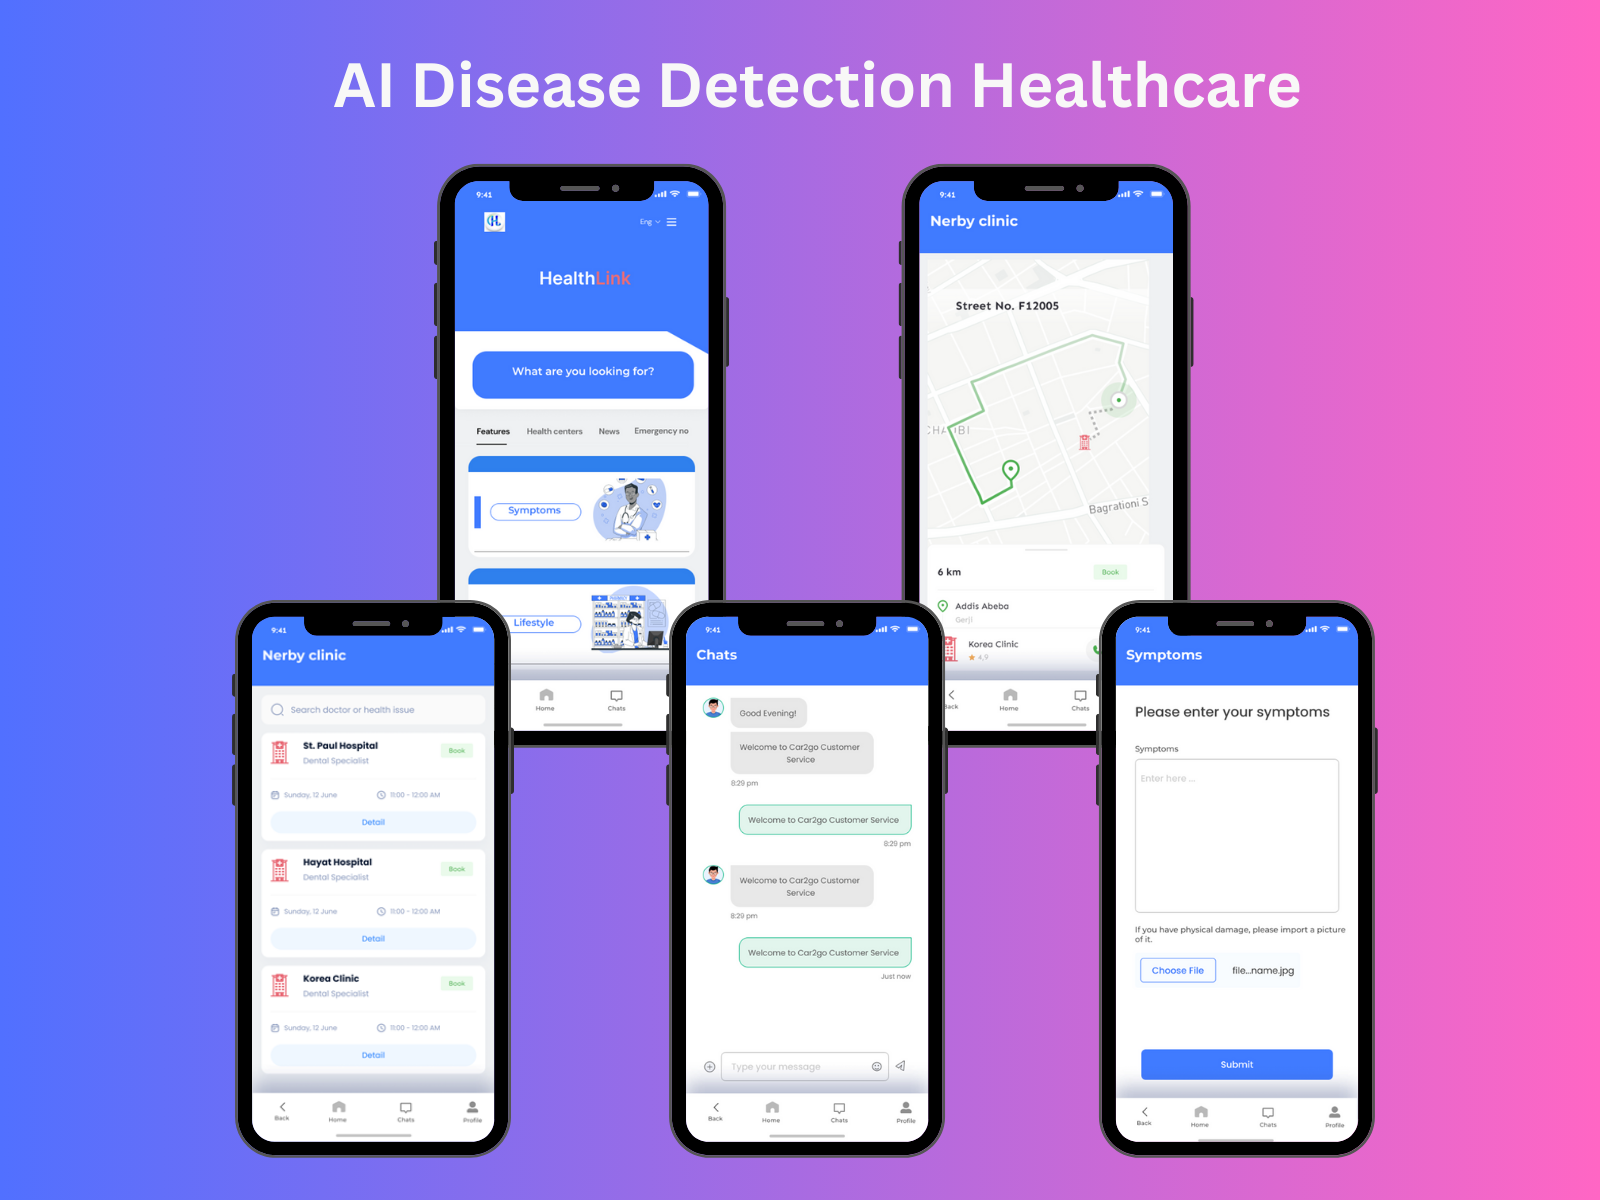 AI Disease Detection Healthcare
9:41
Eng
HealthLink
What are you looking for?
Features Health centers News Emergency no
Symptoms
Lifestyle
Home Chats
9:41
Nerby clinic
Street No. F12005
Bagrationi S
6 km Book
Addis Abeba
Gerji
Korea Clinic
4,9
Back Home Chats
9:41
Nerby clinic
Search doctor or health issue
St. Paul Hospital
Dental Specialist
Book
Sunday, 12 June 11:00 - 12:00 AM
Detail
Hayat Hospital
Dental Specialist
Book
Sunday, 12 June 11:00 - 12:00 AM
Detail
Korea Clinic
Dental Specialist
Book
Sunday, 12 June 11:00 - 12:00 AM
Detail
Back Home Chats Profile
9:41
Chats
Good Evening!
Welcome to Car2go Customer
Service
8:29 pm
Welcome to Car2go Customer Service
8:29 pm
Welcome to Car2go Customer
Service
8:29 pm
Welcome to Car2go Customer Service
Just now
Type your message
Back Home Chats Profile
9:41
Symptoms
Please enter your symptoms
Symptoms
Enter here ...
If you have physical damage, please import a picture
of it.
Choose File file...name.jpg
Submit
Back Home Chats Profile